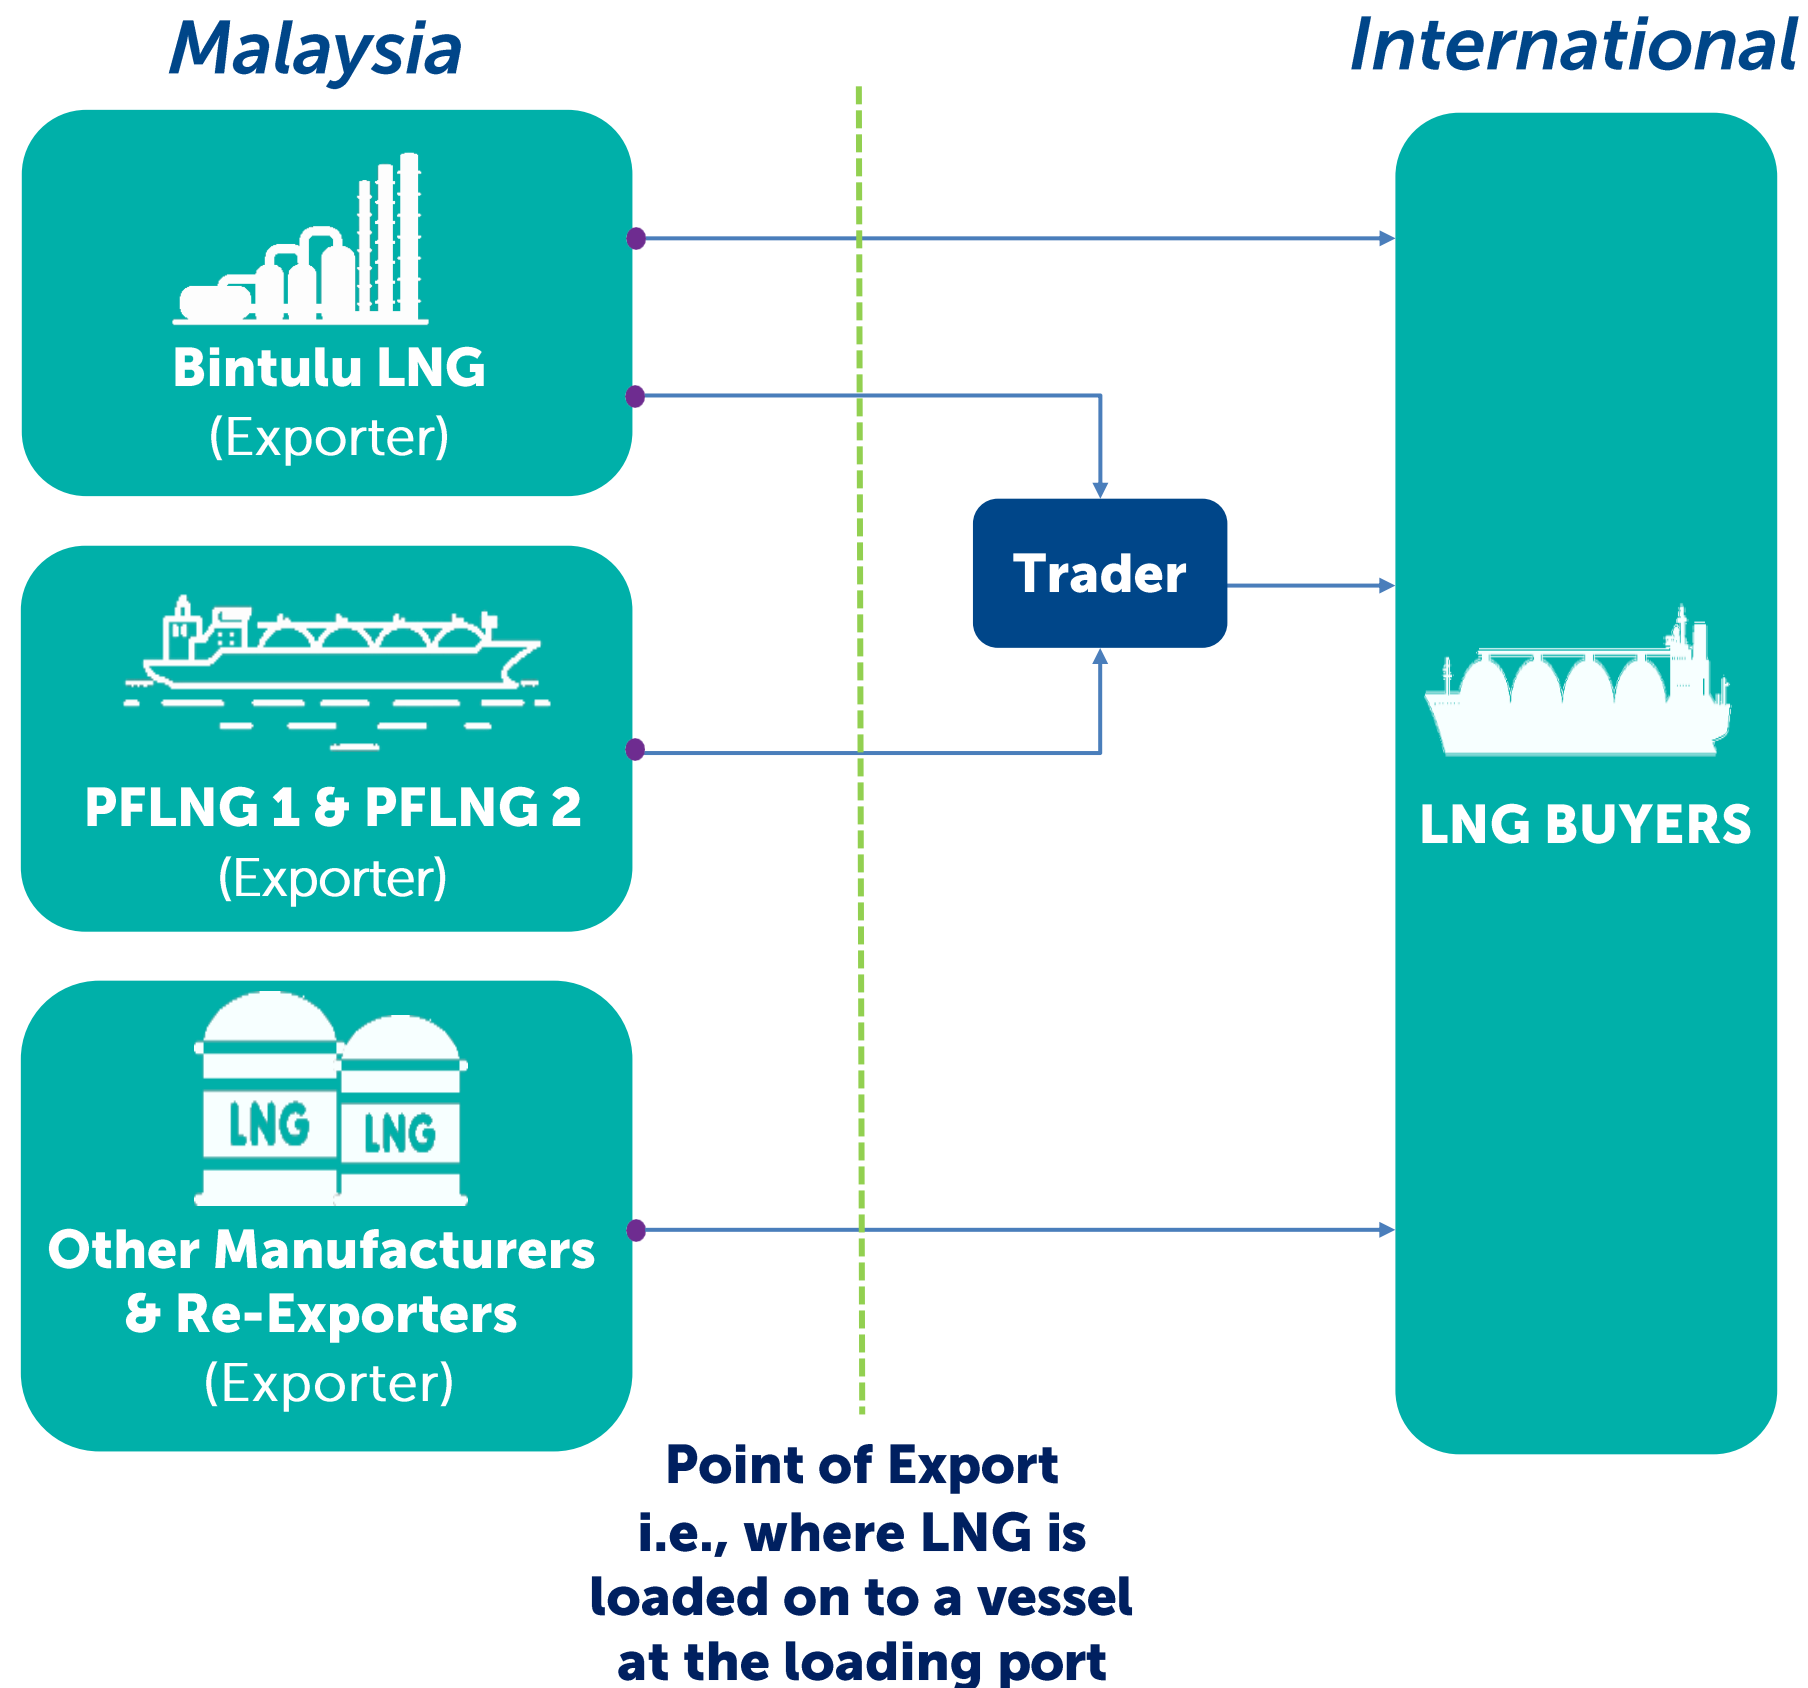 Malaysia
International
Bintulu LNG
(Exporter)
Trader
PFLNG 1 & PFLNG 2
(Exporter)
LNG BUYERS
LNG
LNG
Other Manufacturers
& Re-Exporters
(Exporter)
Point of Export
i.e., where LNG is
loaded on to a vessel
at the loading port